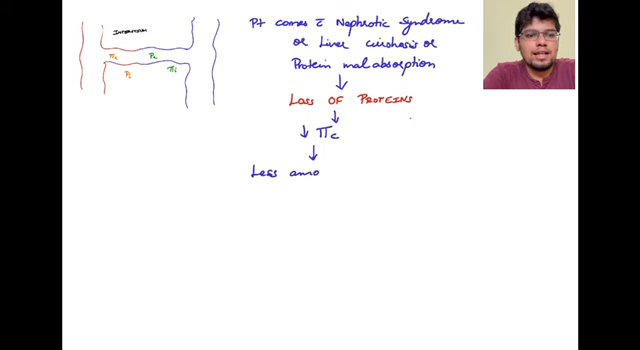 INTERSTITIUM
πc Pc
Pi πi
Pt comes c̄ Nephrotic Syndrome
or Liver cirrhosis or
Protein malabsorption
↓
LOSS OF PROTEINS
↓
↓ πc
↓
Less amo